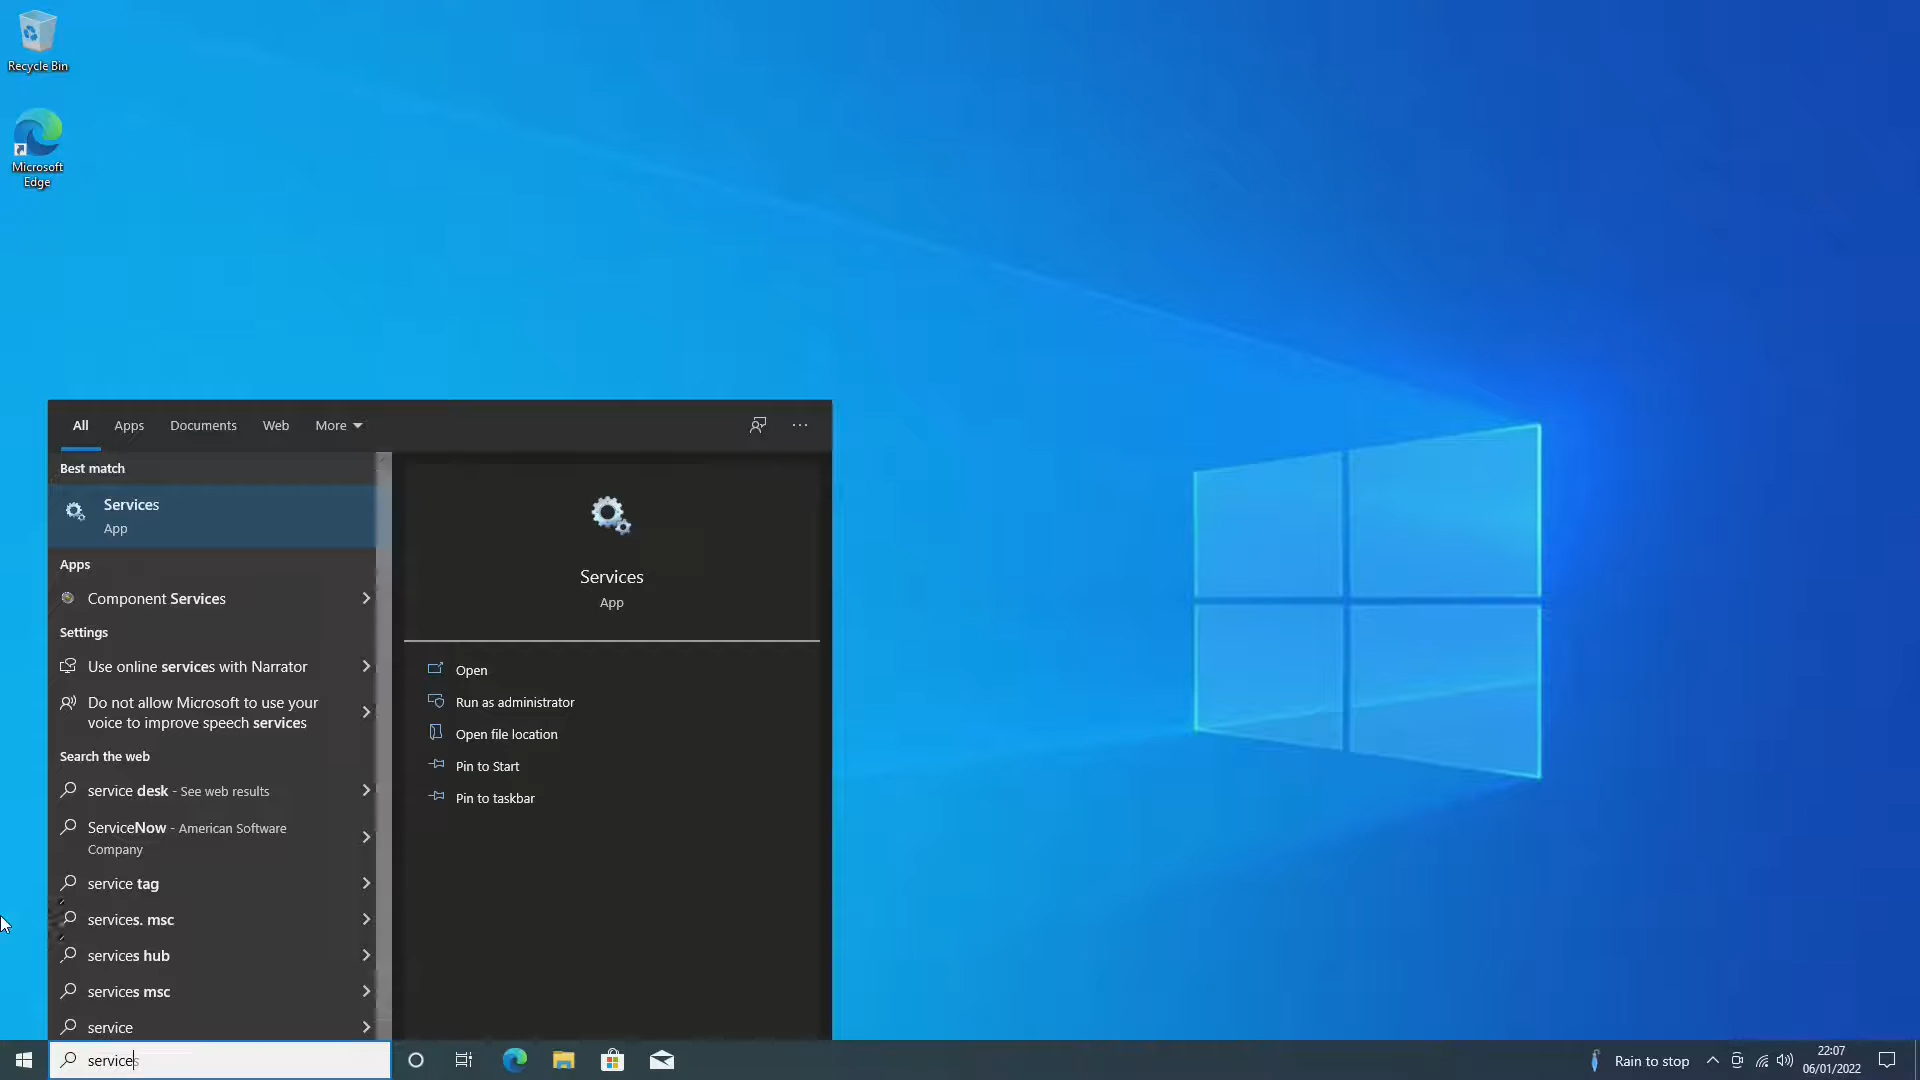 Recycle Bin
Microsoft
Edge
All Apps Documents Web More
Best match
Services
App
Apps
Component Services
Settings
Use online services with Narrator
Do not allow Microsoft to use your
voice to improve speech services
Search the web
service desk - See web results
ServiceNow - American Software
Company
service tag
services. msc
services hub
services msc
service
services
Services
App
Open
Run as administrator
Open file location
Pin to Start
Pin to taskbar
Rain to stop
22:07
06/01/2022